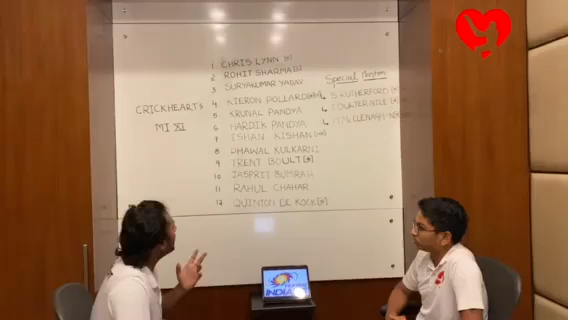 CRICKHEARTS
MI XI
1 CHRIS LYNN [*]
2 ROHIT SHARMA [C]
3 SURYAKUMAR YADAV
4 KIERON POLLARD [*]
5 KRUNAL PANDYA
6 HARDIK PANDYA
7 ISHAN KISHAN
8 DHAWAL KULKARNI
9 TRENT BOULT [*]
10 JASPRIT BUMRAH
11 RAHUL CHAHAR
12 QUINTON DE KOCK [*]
Special Mention
S. RUTHERFORD
COULTER-NILE
INDIANS